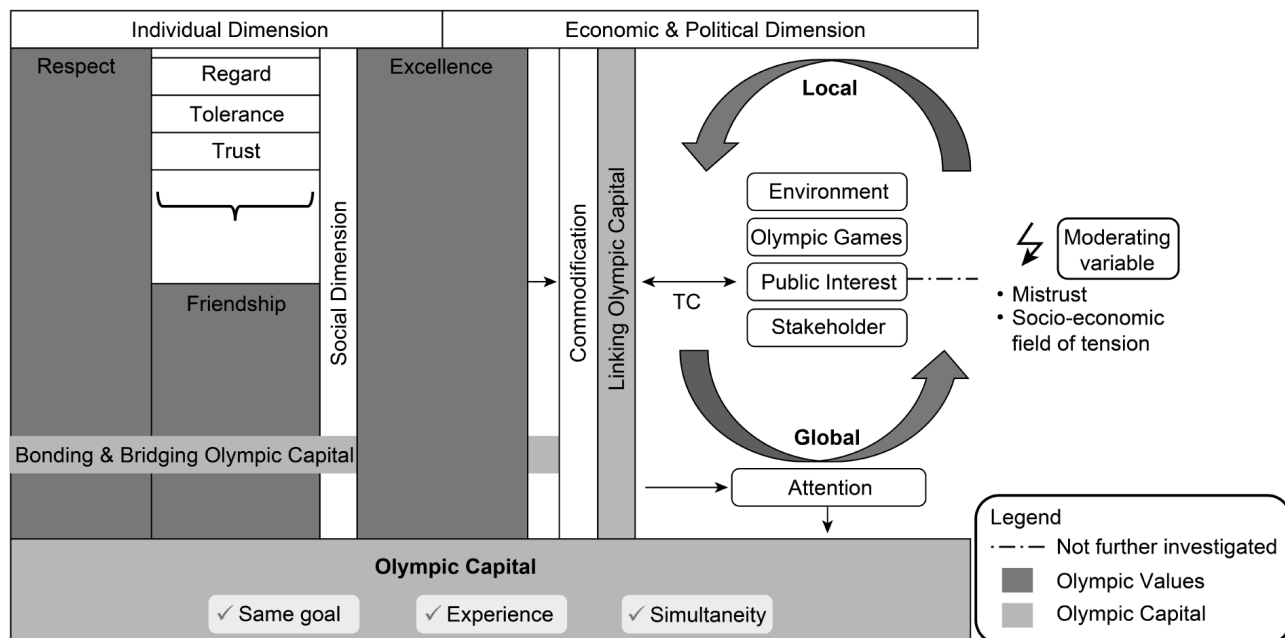 Individual Dimension
Economic & Political Dimension
Respect
Regard
Tolerance
Trust
Friendship
Social Dimension
Excellence
Commodification
Linking Olympic Capital
Bonding & Bridging Olympic Capital
TC
Local
Environment
Olympic Games
Public Interest
Stakeholder
Global
Attention
Moderating
variable
• Mistrust
• Socio-economic
field of tension
Olympic Capital
✓ Same goal
✓ Experience
✓ Simultaneity
Legend
Not further investigated
Olympic Values
Olympic Capital